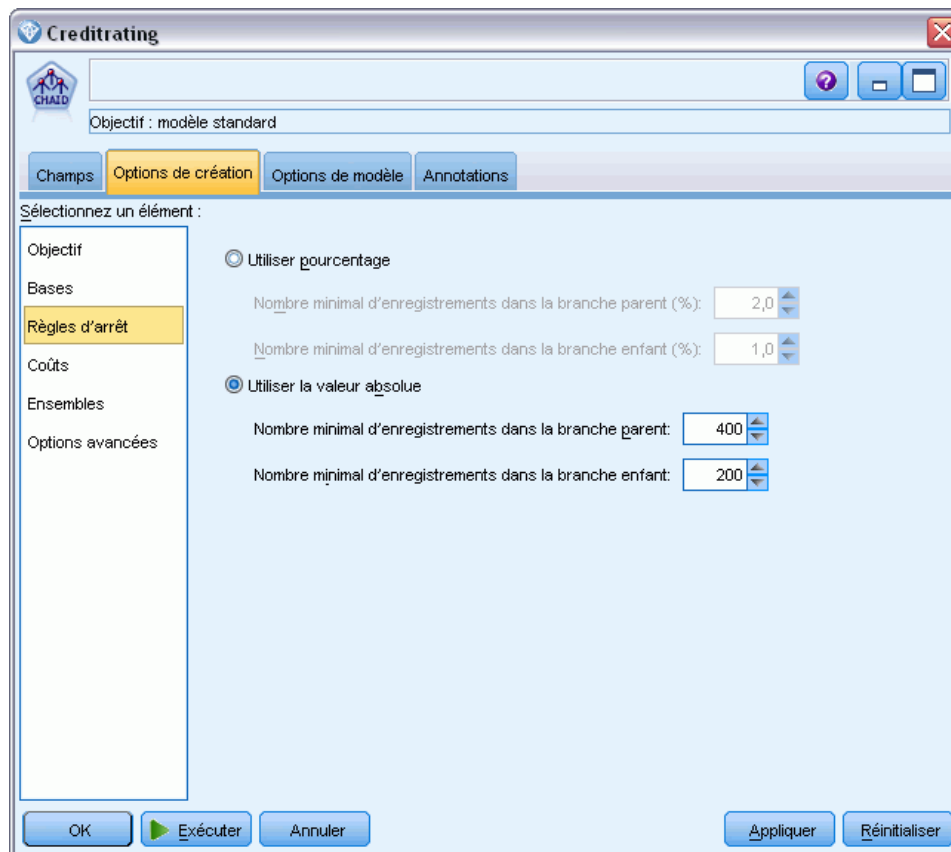 Creditrating
CHAID
Objectif : modèle standard
Champs Options de création Options de modèle Annotations
Sélectionnez un élément :
Objectif
Bases
Règles d'arrêt
Coûts
Ensembles
Options avancées
Utiliser pourcentage
Nombre minimal d'enregistrements dans la branche parent (%): 2,0
Nombre minimal d'enregistrements dans la branche enfant (%): 1,0
Utiliser la valeur absolue
Nombre minimal d'enregistrements dans la branche parent: 400
Nombre minimal d'enregistrements dans la branche enfant: 200
OK Exécuter Annuler Appliquer Réinitialiser